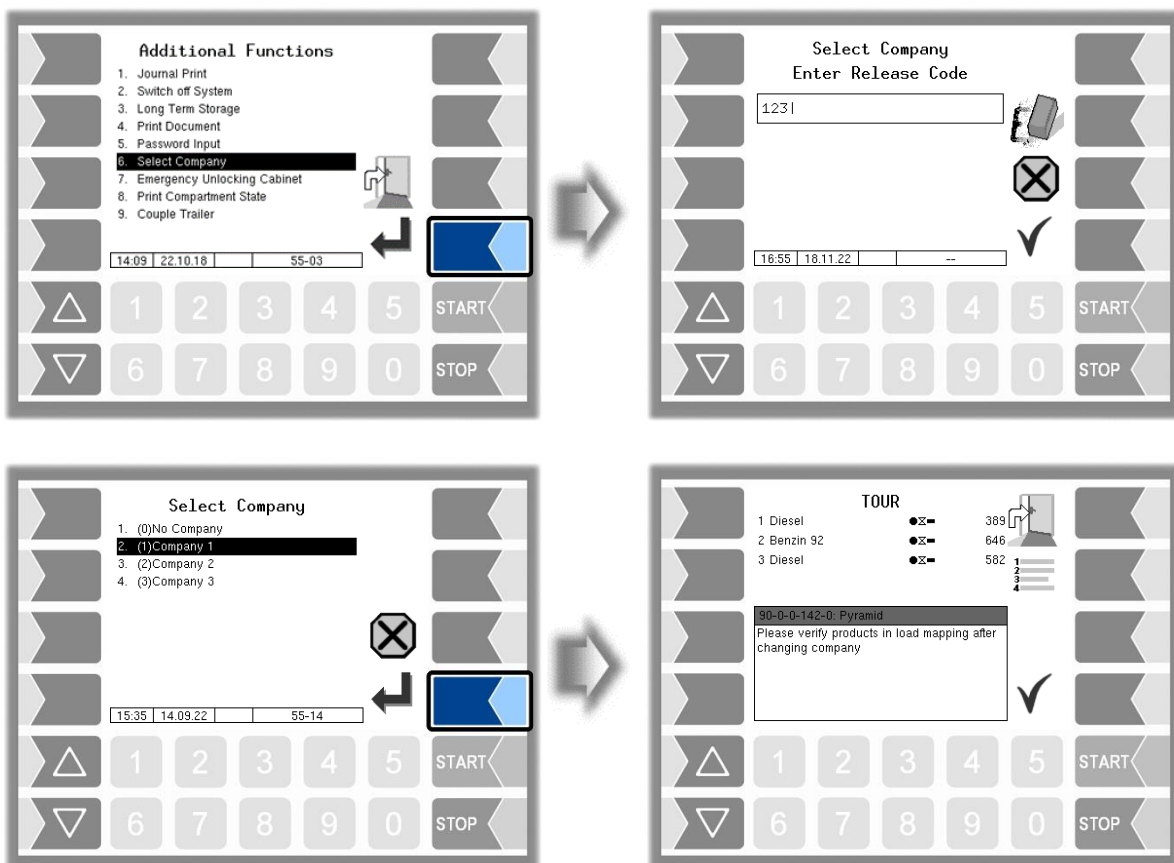 Additional Functions
1. Journal Print
2. Switch off System
3. Long Term Storage
4. Print Document
5. Password Input
6. Select Company
7. Emergency Unlocking Cabinet
8. Print Compartment State
9. Couple Trailer
14:09 22.10.18 55-03
1 2 3 4 5 START
6 7 8 9 0 STOP
Select Company
Enter Release Code
123
16:55 18.11.22 --
1 2 3 4 5 START
6 7 8 9 0 STOP
Select Company
1. (0)No Company
2. (1)Company 1
3. (2)Company 2
4. (3)Company 3
15:35 14.09.22 55-14
1 2 3 4 5 START
6 7 8 9 0 STOP
TOUR
1 Diesel 389
2 Benzin 92 646
3 Diesel 582
1
2
3
4
90-0-0-142-0: Pyramid
Please verify products in load mapping after
changing company
1 2 3 4 5 START
6 7 8 9 0 STOP